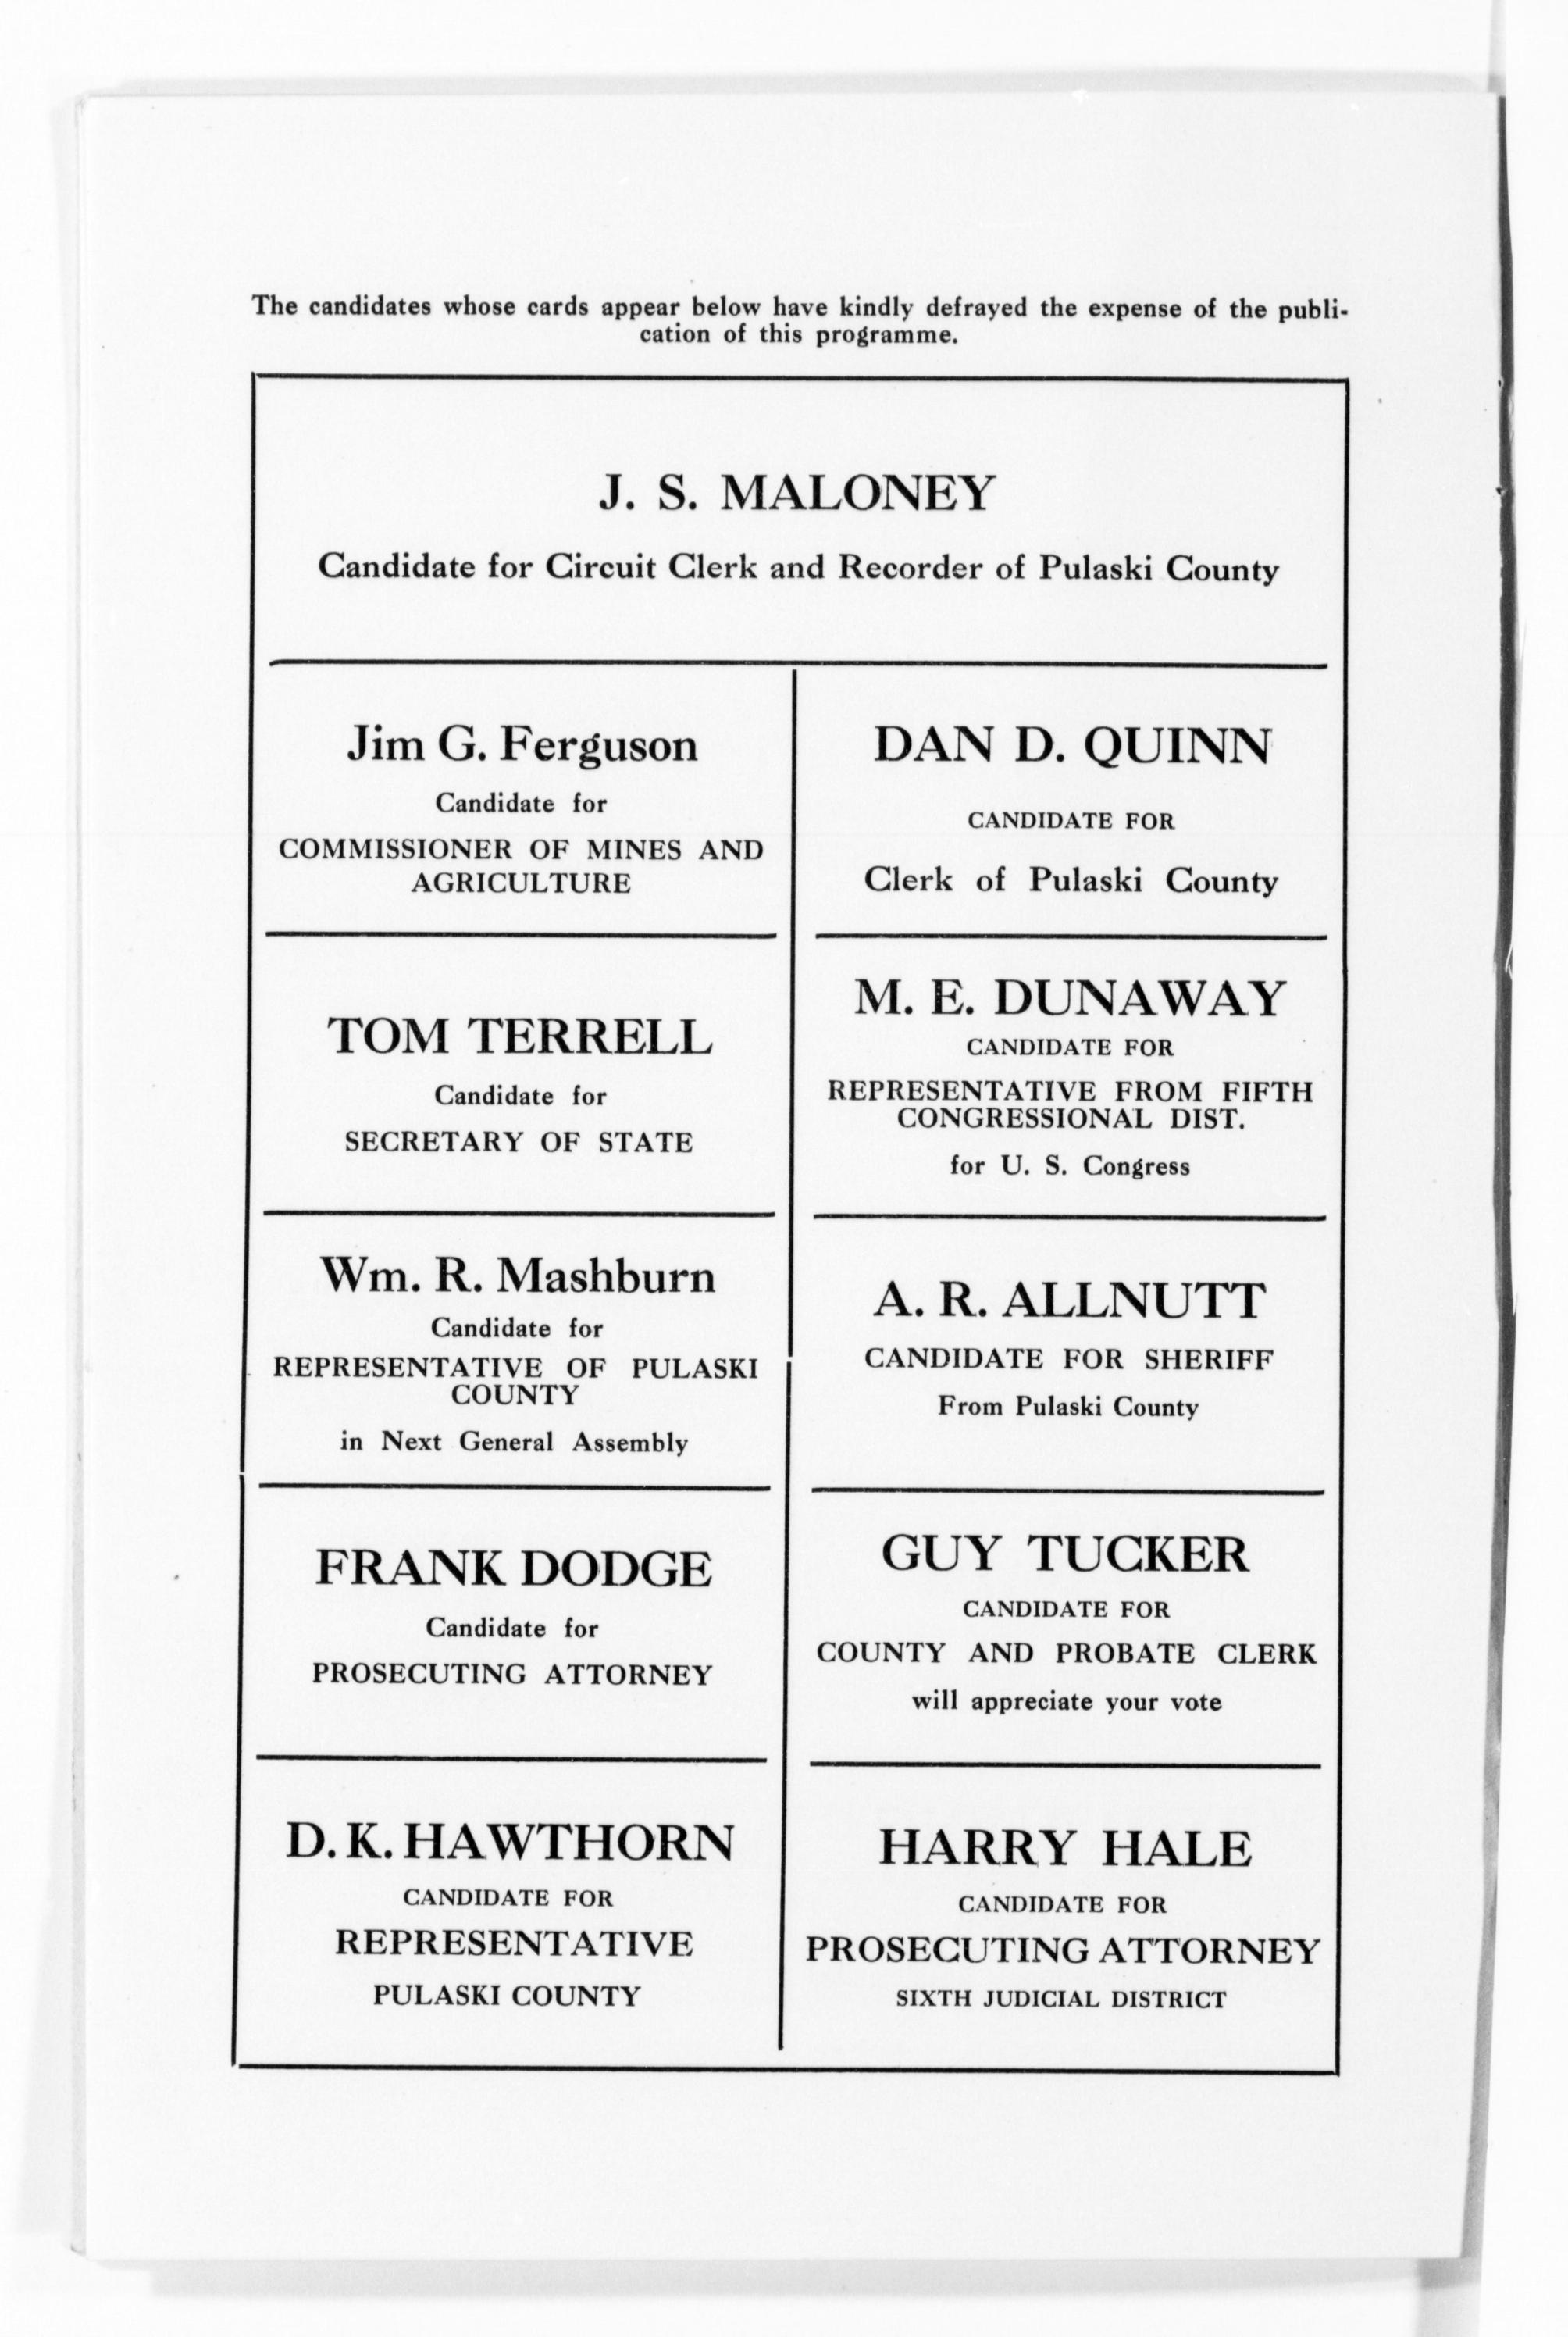 The candidates whose cards appear below have kindly defrayed the expense of the publi-
cation of this programme.
J. S. MALONEY
Candidate for Circuit Clerk and Recorder of Pulaski County
Jim G. Ferguson
Candidate for
COMMISSIONER OF MINES AND
AGRICULTURE
DAN D. QUINN
CANDIDATE FOR
Clerk of Pulaski County
TOM TERRELL
Candidate for
SECRETARY OF STATE
M. E. DUNAWAY
CANDIDATE FOR
REPRESENTATIVE FROM FIFTH
CONGRESSIONAL DIST.
for U. S. Congress
Wm. R. Mashburn
Candidate for
REPRESENTATIVE OF PULASKI
COUNTY
in Next General Assembly
A. R. ALLNUTT
CANDIDATE FOR SHERIFF
From Pulaski County
FRANK DODGE
Candidate for
PROSECUTING ATTORNEY
GUY TUCKER
CANDIDATE FOR
COUNTY AND PROBATE CLERK
will appreciate your vote
D. K. HAWTHORN
CANDIDATE FOR
REPRESENTATIVE
PULASKI COUNTY
HARRY HALE
CANDIDATE FOR
PROSECUTING ATTORNEY
SIXTH JUDICIAL DISTRICT